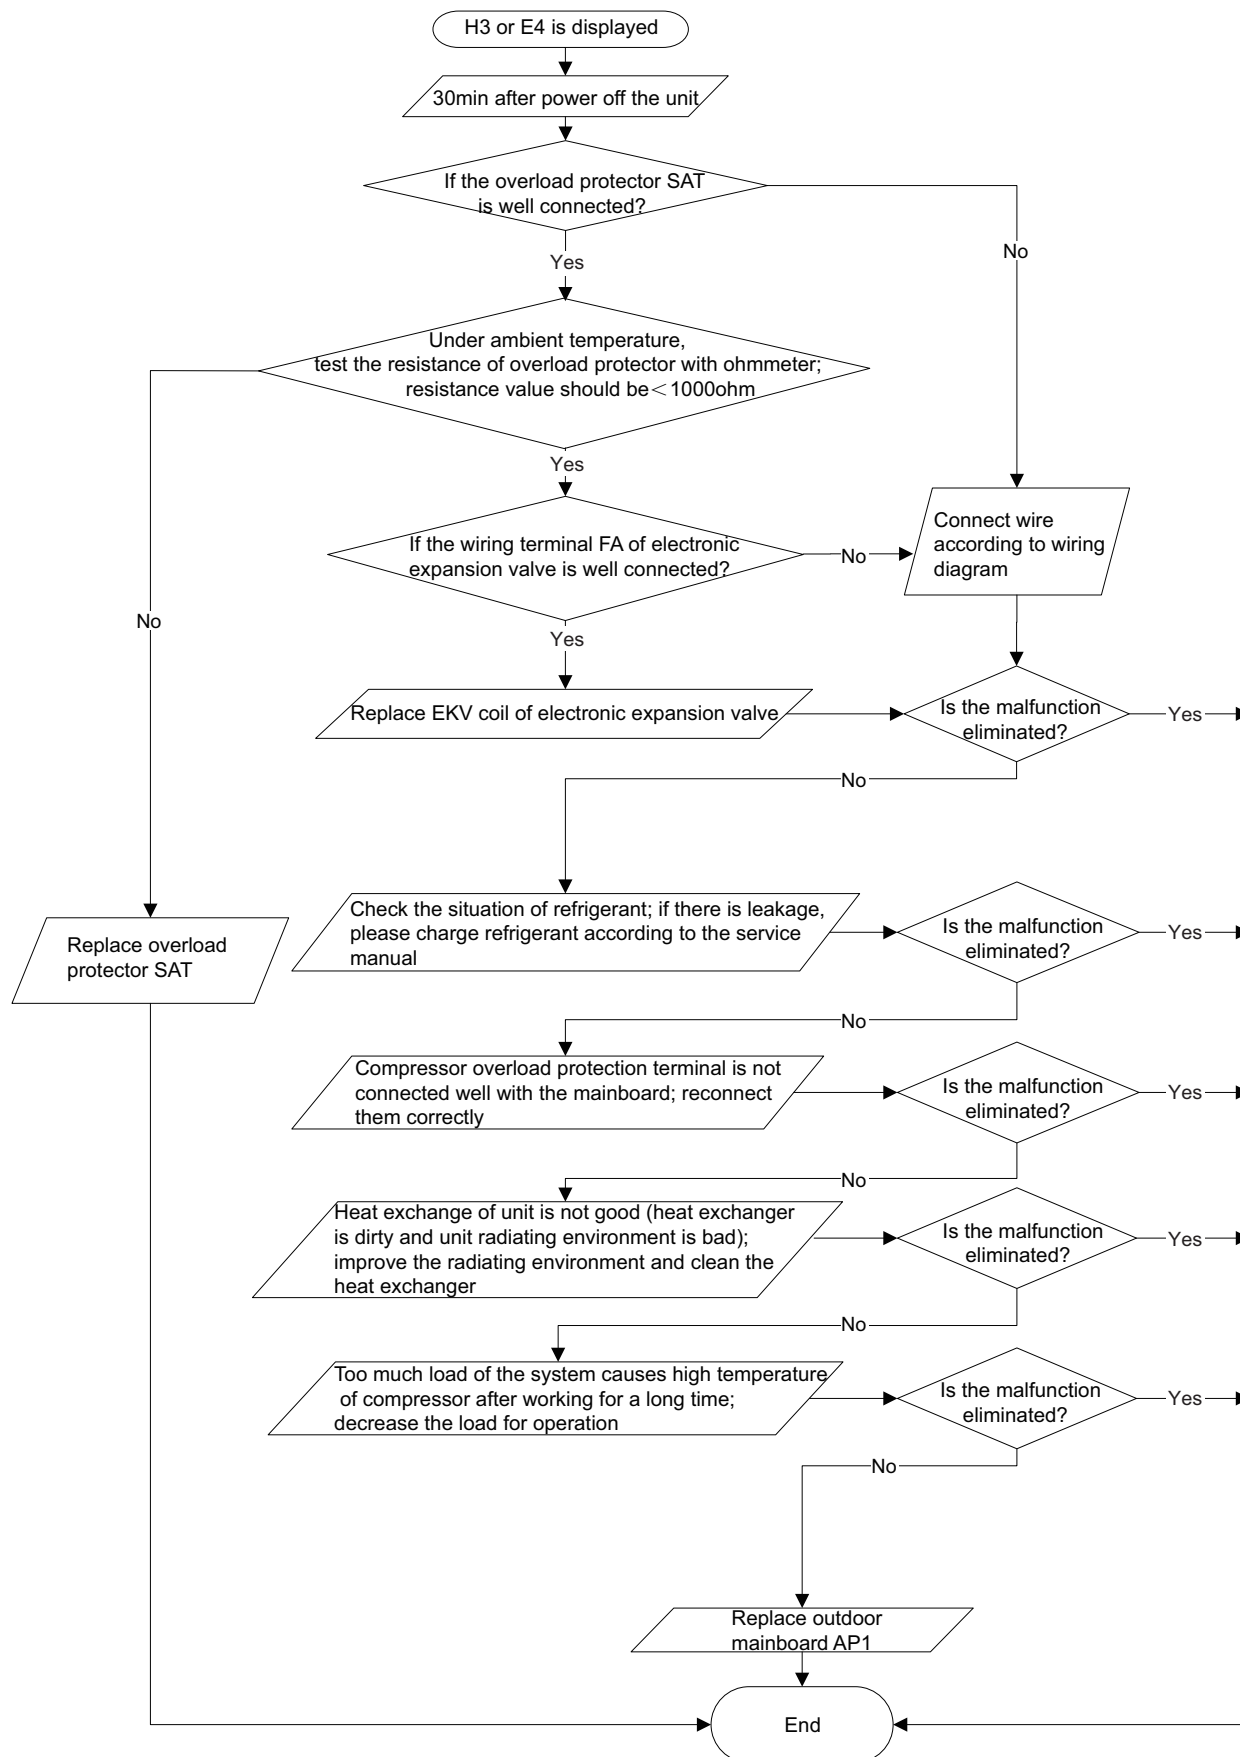 H3 or E4 is displayed
30min after power off the unit
If the overload protector SAT
is well connected?
No
Yes
Under ambient temperature,
test the resistance of overload protector with ohmmeter;
resistance value should be＜1000ohm
Yes
If the wiring terminal FA of electronic
expansion valve is well connected?
No
Connect wire
according to wiring
diagram
No
Yes
Replace EKV coil of electronic expansion valve
Is the malfunction
eliminated?
Yes
No
Check the situation of refrigerant; if there is leakage,
please charge refrigerant according to the service
manual
Is the malfunction
eliminated?
Yes
Replace overload
protector SAT
No
Compressor overload protection terminal is not
connected well with the mainboard; reconnect
them correctly
Is the malfunction
eliminated?
Yes
No
Heat exchange of unit is not good (heat exchanger
is dirty and unit radiating environment is bad);
improve the radiating environment and clean the
heat exchanger
Is the malfunction
eliminated?
Yes
No
Too much load of the system causes high temperature
of compressor after working for a long time;
decrease the load for operation
Is the malfunction
eliminated?
Yes
No
Replace outdoor
mainboard AP1
End